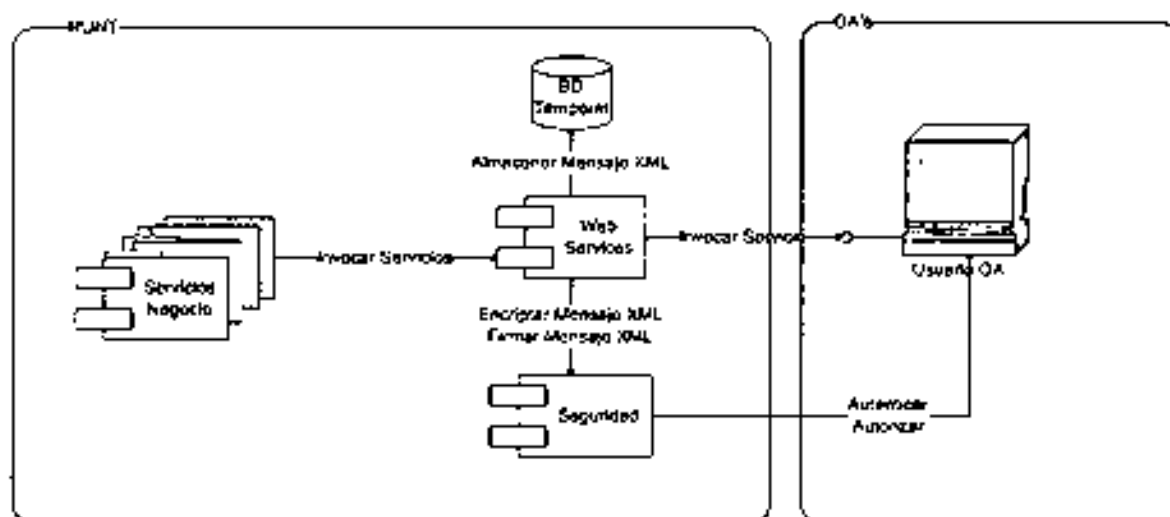 OA's
BD
Temporal
Almacenar Mensaje XML
Web
Services
Invocar Servicios
Invocar Servicio
Usuario OA
Servicios
Negocio
Encriptar Mensaje XML
Firmar Mensaje XML
Seguridad
Autenticar
Autorizar